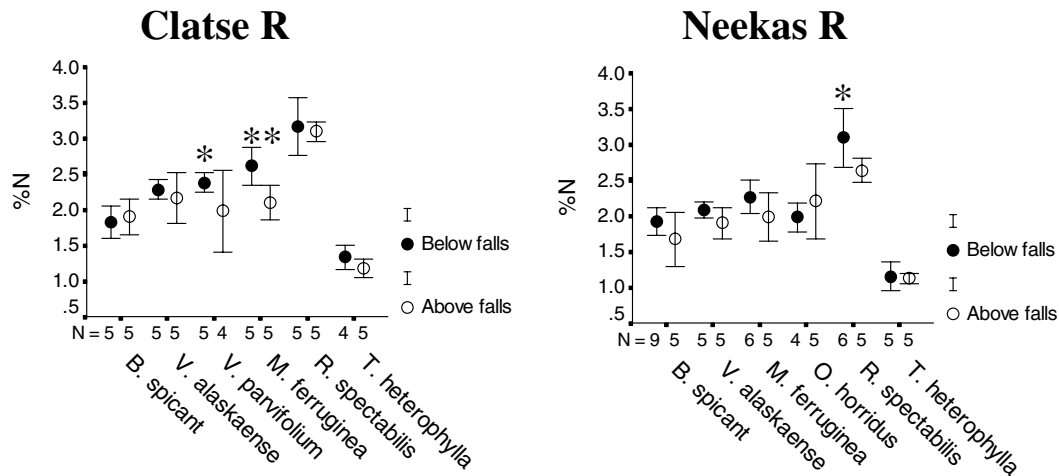 Clatse R
4.0
3.5
3.0
2.5
2.0
1.5
1.0
.5
%N
*
**
Below falls
Above falls
N = 5 5 5 5 5 4 5 5 5 5 4 5
B. spicant
V. alaskaense
V. parvifolium
M. ferruginea
R. spectabilis
T. heterophylla
Neekas R
4.0
3.5
3.0
2.5
2.0
1.5
1.0
.5
%N
*
Below falls
Above falls
N = 9 5 5 5 6 5 4 5 6 5 5 5
B. spicant
V. alaskaense
M. ferruginea
O. horridus
R. spectabilis
T. heterophylla